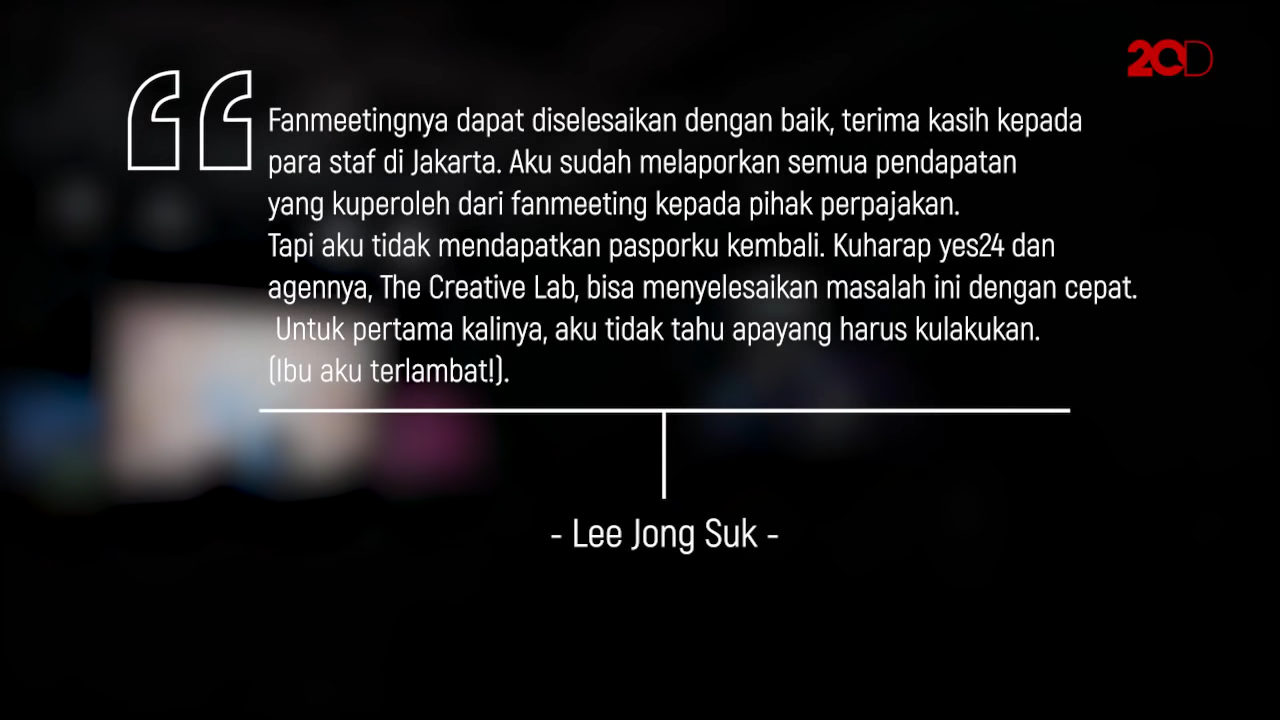 20D
Fanmeetingnya dapat diselesaikan dengan baik, terima kasih kepada
para staf di Jakarta. Aku sudah melaporkan semua pendapatan
yang kuperoleh dari fanmeeting kepada pihak perpajakan.
Tapi aku tidak mendapatkan pasporku kembali. Kuharap yes24 dan
agennya, The Creative Lab, bisa menyelesaikan masalah ini dengan cepat.
Untuk pertama kalinya, aku tidak tahu apayang harus kulakukan.
(Ibu aku terlambat!).
- Lee Jong Suk -